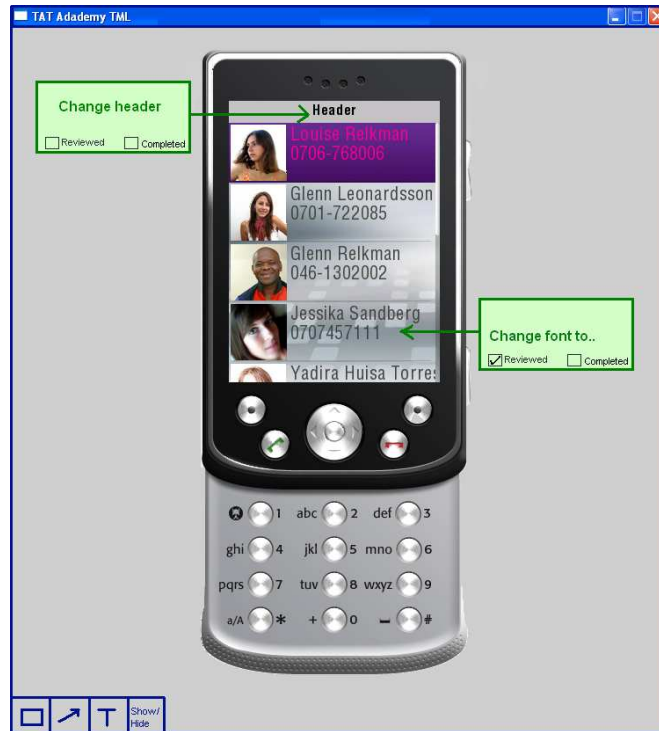 TAT Adademy TML
Change header
Reviewed Completed
Header
Louise Relkman
0706-768006
Glenn Leonardsson
0701-722085
Glenn Relkman
046-1302002
Jessika Sandberg
0707457111
Change font to..
Reviewed Completed
Yadira Huisa Torres
1 abc 2 def 3
ghi 4 jkl 5 mno 6
pqrs 7 tuv 8 wxyz 9
a/A * + 0 #
T Show/
Hide